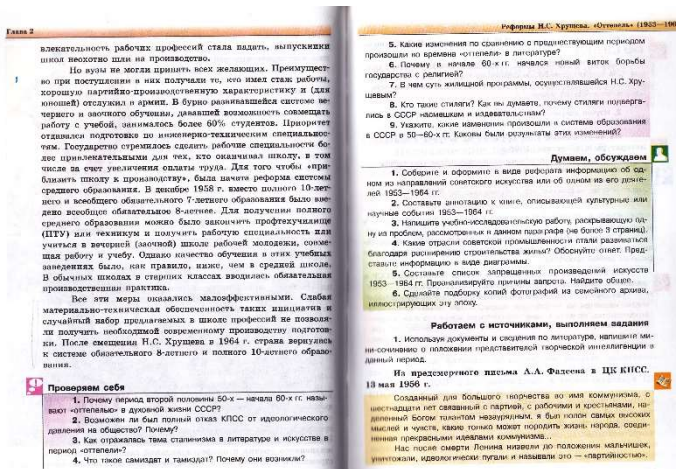 Глава 2
влекательность рабочих профессий стала падать, выпускники
школ неохотно шли на производство.
Но вузы не могли принять всех желающих. Преимущест-
во при поступлении в них получали те, кто имел стаж работы,
хорошую партийно-производственную характеристику и (для
юношей) отслужил в армии. В бурно развивавшейся системе ве-
чернего и заочного обучения, дававшей возможность совмещать
работу с учебой, занималось более 60% студентов. Приоритет
отдавался подготовке по инженерно-техническим специальнос-
тям. Государство стремилось сделать рабочие специальности бо-
лее привлекательными для тех, кто оканчивал школу, в том
числе за счет увеличения оплаты труда. Для того чтобы «при-
близить школу к производству», была начата реформа системы
среднего образования. В декабре 1958 г. вместо полного 10-лет-
него и всеобщего обязательного 7-летнего образования было вве-
дено всеобщее обязательное 8-летнее. Для получения полного
среднего образования можно было закончить профтехучилище
(ПТУ) или техникум и получить рабочую специальность или
учиться в вечерней (заочной) школе рабочей молодежи, совме-
щая работу и учебу. Однако качество обучения в этих учебных
заведениях было, как правило, ниже, чем в средней школе.
В обычных школах в старших классах вводилась обязательная
производственная практика.
Все эти меры оказались малоэффективными. Слабая
материально-техническая обеспеченность таких инициатив и
случайный набор предлагаемых в школе профессий не позволя-
ли получить необходимой современному производству подготов-
ки. После смещения Н.С. Хрущева в 1964 г. страна вернулась
к системе обязательного 8-летнего и полного 10-летнего образо-
вания.
Проверяем себя
1. Почему период второй половины 50-х — начала 60-х гг. назы-
вают «оттепелью» в духовной жизни СССР?
2. Возможен ли был полный отказ КПСС от идеологического
давления на общество? Почему?
3. Как отражалась тема сталинизма в литературе и искусстве в
период «оттепели»?
4. Что такое самиздат и тамиздат? Почему они возникли?
Реформы Н.С. Хрущева. «Оттепель» (1953—196
5. Какие изменения по сравнению с предшествующим периодом
произошли во времена «оттепели» в литературе?
6. Почему в начале 60-х гг. начался новый виток борьбы
государства с религией?
7. В чем суть жилищной программы, осуществлявшейся Н.С. Хру-
щевым?
8. Кто такие стиляги? Как вы думаете, почему стиляги подверга-
лись в СССР насмешкам и издевательствам?
9. Укажите, какие изменения произошли в системе образования
в СССР в 50—60-х гг. Каковы были результаты этих изменений?
Думаем, обсуждаем
1. Соберите и оформите в виде реферата информацию об од-
ном из направлений советского искусства или об одном из его деяте-
лей 1953—1964 гг.
2. Составьте аннотацию к книге, описывающей культурные или
научные события 1953—1964 гг.
3. Напишите учебно-исследовательскую работу, раскрывающую од-
ну из проблем, рассмотренных в данном параграфе (не более 3 страниц).
4. Какие отрасли советской промышленности стали развиваться
благодаря расширению строительства жилья? Обоснуйте ответ. Пред-
ставьте информацию в виде диаграммы.
5. Составьте список запрещенных произведений искусств
1953—1964 гг. Проанализируйте причины запрета. Найдите общее.
6. Сделайте подборку копий фотографий из семейного архива,
иллюстрирующих эту эпоху.
Работаем с источниками, выполняем задания
1. Используя документы и сведения по литературе, напишите ми-
ни-сочинение о положении представителей творческой интеллигенции в
данный период.
Из предсмертного письма А.А. Фадеева в ЦК КПСС.
13 мая 1956 г.
Созданный для большого творчества во имя коммунизма, с
шестнадцати лет связанный с партией, с рабочими и крестьянами, на-
деленный Богом талантом незаурядным, я был полон самых высоких
мыслей и чувств, какие только может породить жизнь народа, соеди-
ненная прекрасными идеалами коммунизма...
Нас после смерти Ленина низвели до положения мальчишек,
уничтожали, идеологически пугали и называли это — «партийностью».